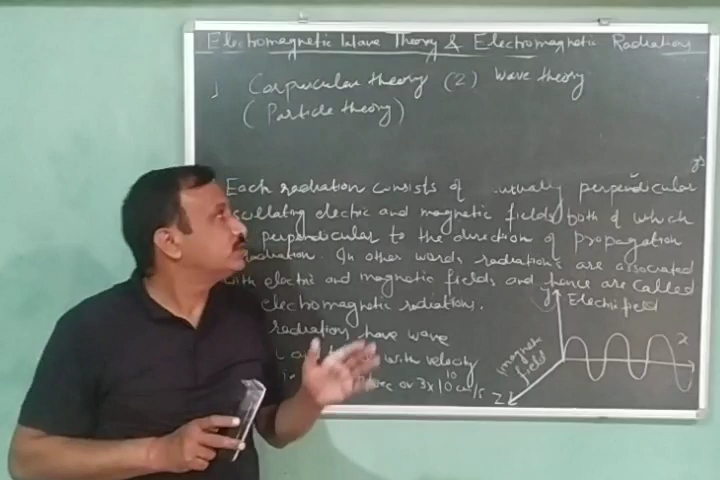 Electromagnetic Wave Theory & Electromagnetic Radiations
Corpuscular theory (2) Wave theory
(Particle theory)
Each radiation consists of mutually perpendicular
oscillating electric and magnetic fields, both of which
perpendicular to the direction of propagation
radiation. In other words radiations are associated
with electric and magnetic fields and hence are called
electromagnetic radiations.
y Electric field
radiations have wave
x
with velocity
magnetic
field
or 3x10^10 cm/s
Z